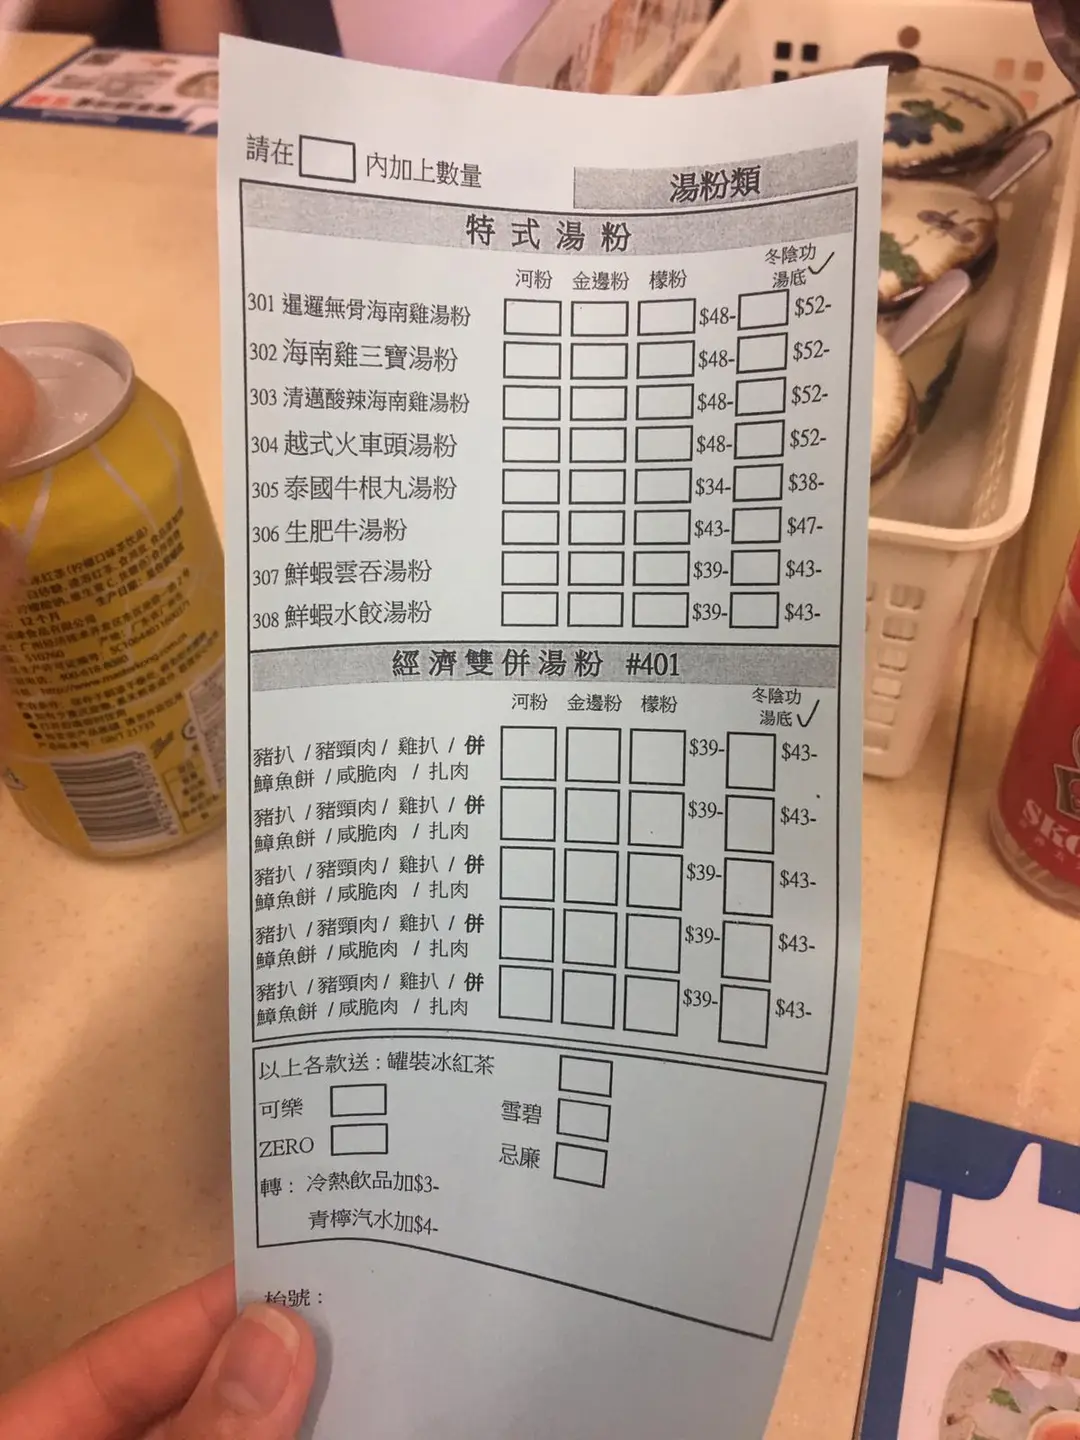 請在 □ 內加上數量
湯粉類
特式湯粉
河粉 金邊粉 檬粉 冬陰功湯底 ✓
301 暹邏無骨海南雞湯粉 $48- $52-
302 海南雞三寶湯粉 $48- $52-
303 清邁酸辣海南雞湯粉 $48- $52-
304 越式火車頭湯粉 $48- $52-
305 泰國牛根丸湯粉 $34- $38-
306 生肥牛湯粉 $43- $47-
307 鮮蝦雲吞湯粉 $39- $43-
308 鮮蝦水餃湯粉 $39- $43-
經濟雙併湯粉 #401
河粉 金邊粉 檬粉 冬陰功湯底 ✓
豬扒 / 豬頸肉 / 雞扒 / 併 $39- $43-
鱆魚餅 / 咸脆肉 / 扎肉
豬扒 / 豬頸肉 / 雞扒 / 併 $39- $43-
鱆魚餅 / 咸脆肉 / 扎肉
豬扒 / 豬頸肉 / 雞扒 / 併 $39- $43-
鱆魚餅 / 咸脆肉 / 扎肉
豬扒 / 豬頸肉 / 雞扒 / 併 $39- $43-
鱆魚餅 / 咸脆肉 / 扎肉
豬扒 / 豬頸肉 / 雞扒 / 併 $39- $43-
鱆魚餅 / 咸脆肉 / 扎肉
以上各款送 : 罐裝冰紅茶
可樂 雪碧
ZERO 忌廉
轉 : 冷熱飲品加$3-
青檸汽水加$4-
枱號 :
12个月
510760